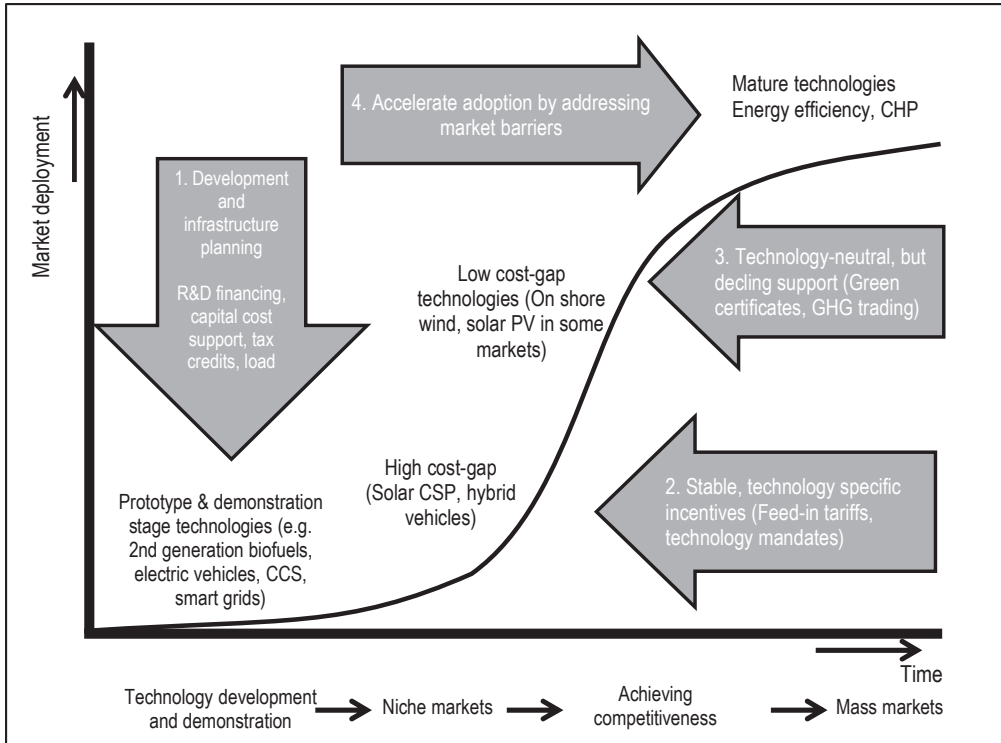 Market deployment
4. Accelerate adoption by addressing
market barriers
Mature technologies
Energy efficiency, CHP
1. Development
and
infrastructure
planning
R&D financing,
capital cost
support, tax
credits, load
3. Technology-neutral, but
decling support (Green
certificates, GHG trading)
Low cost-gap
technologies (On shore
wind, solar PV in some
markets)
High cost-gap
(Solar CSP, hybrid
vehicles)
2. Stable, technology specific
incentives (Feed-in tariffs,
technology mandates)
Prototype & demonstration
stage technologies (e.g.
2nd generation biofuels,
electric vehicles, CCS,
smart grids)
Time
Technology development
and demonstration
Niche markets
Achieving
competitiveness
Mass markets